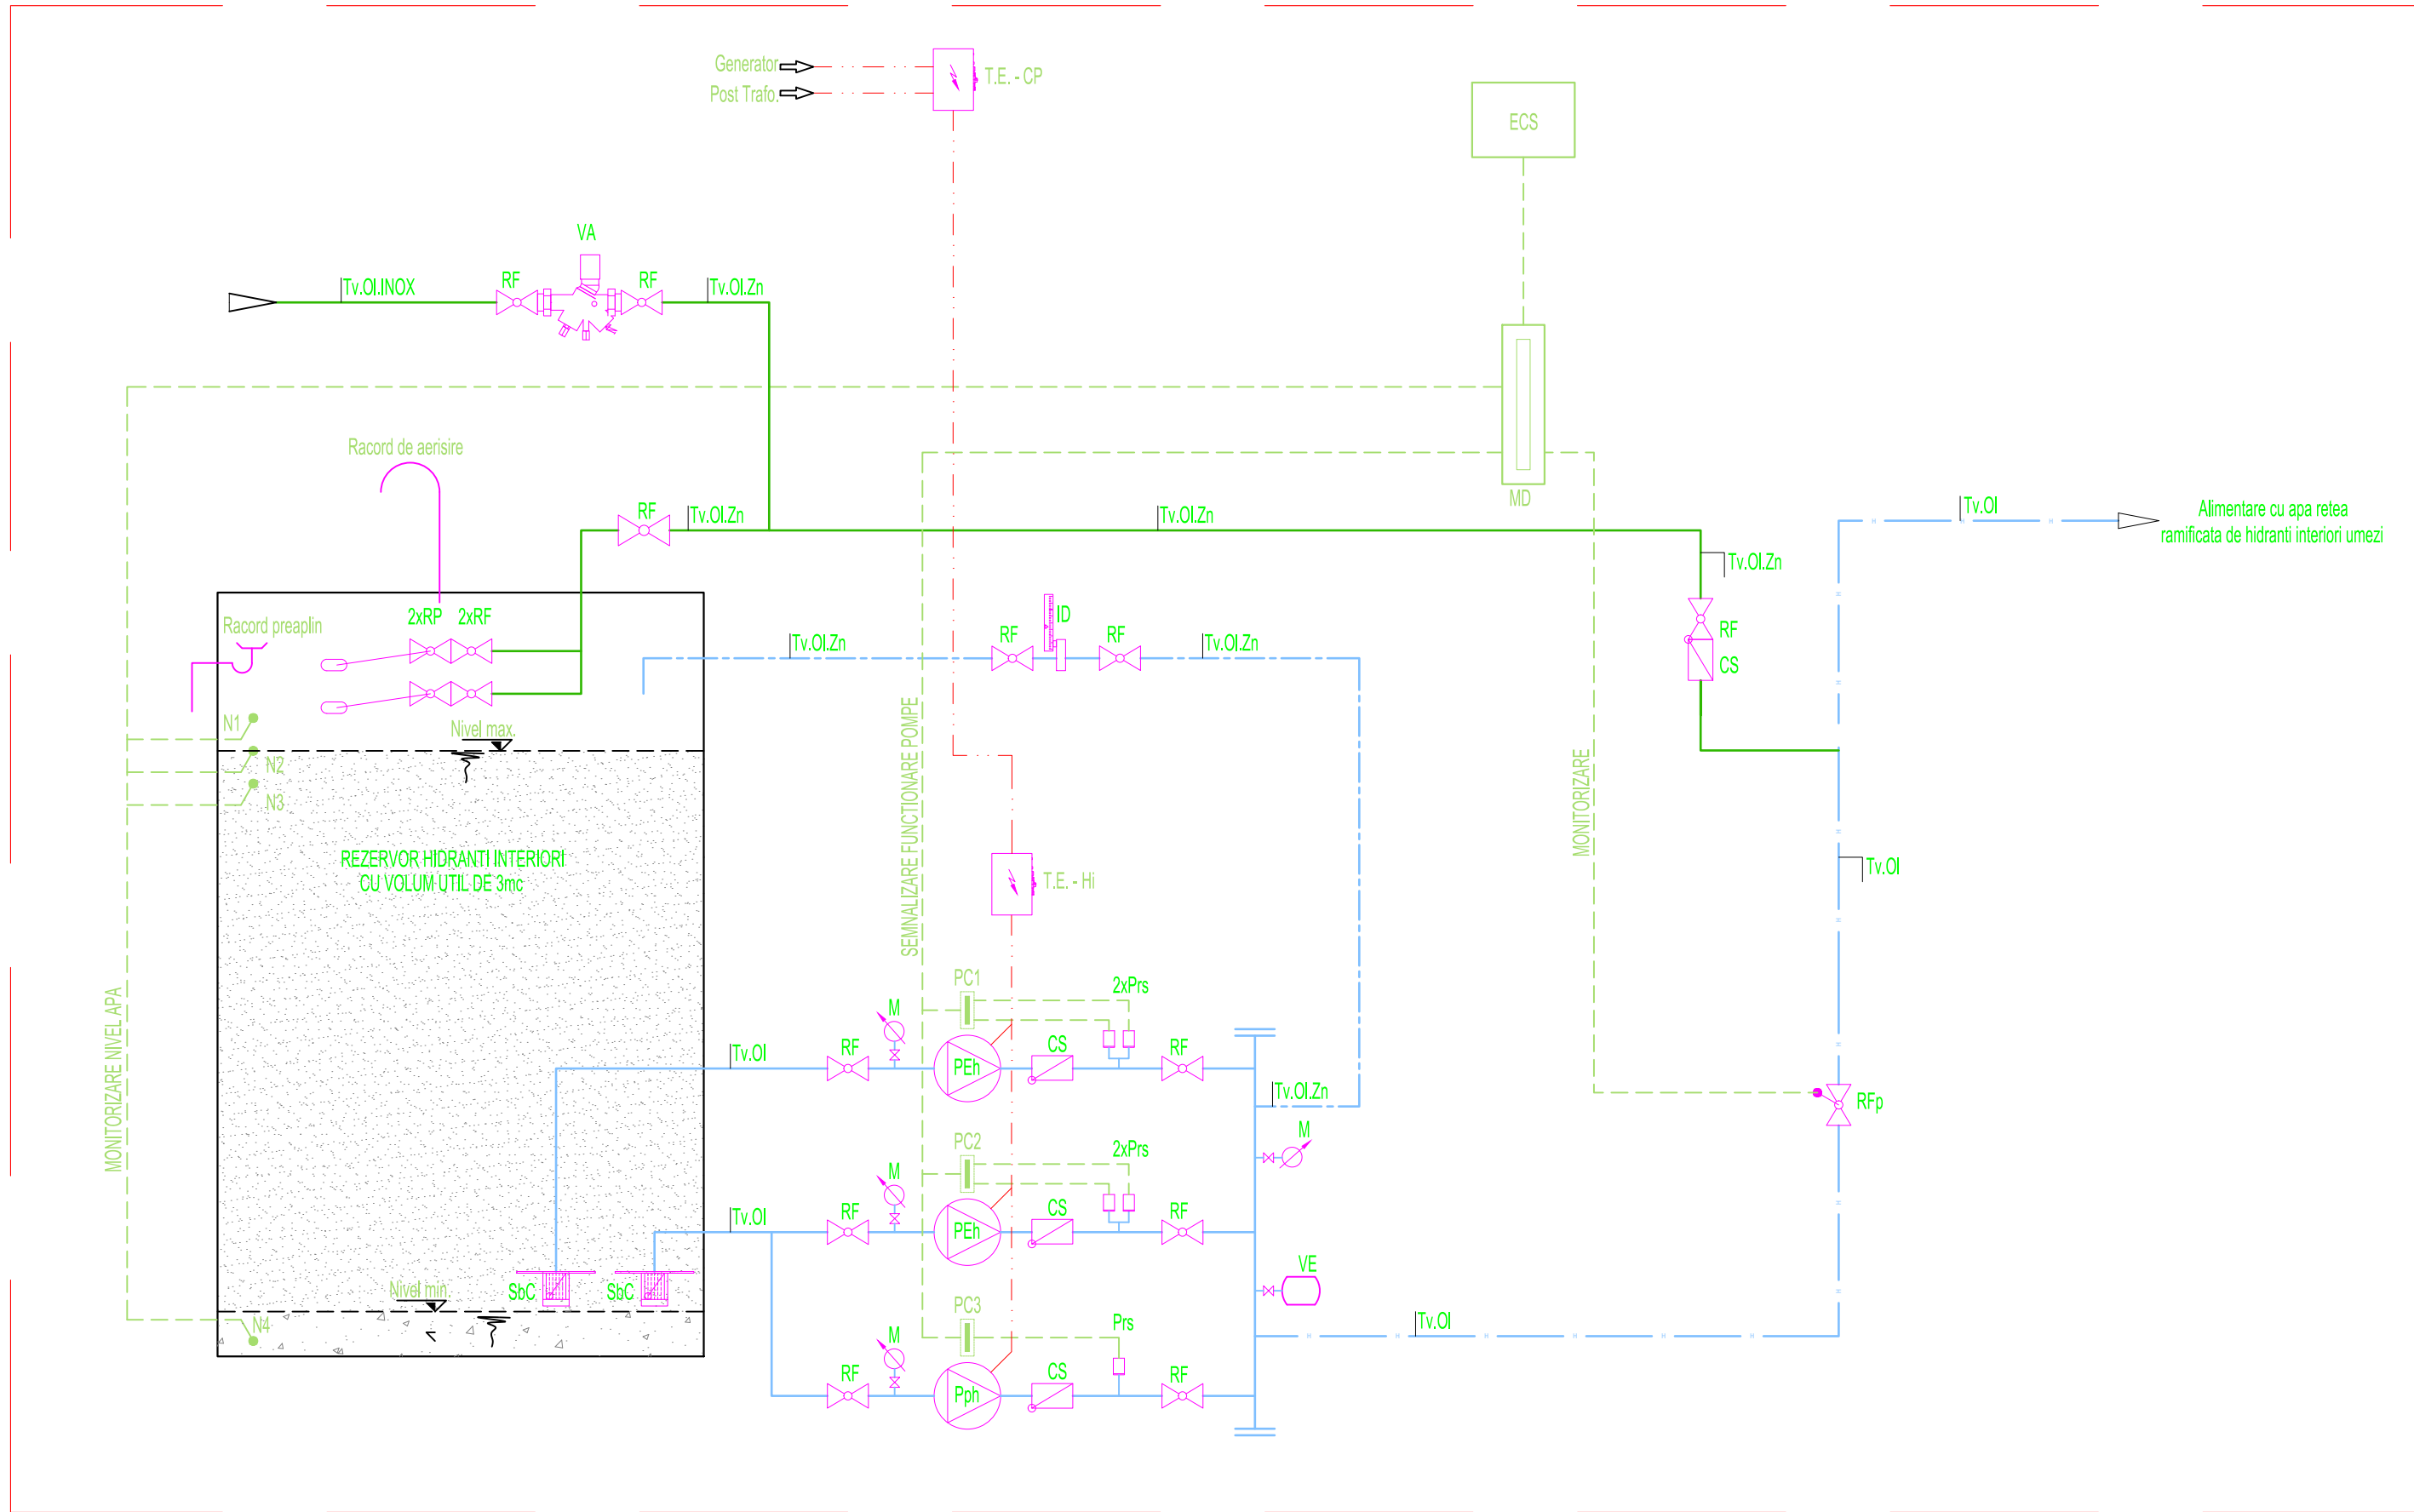 Generator
Post Trafo.
T.E. - CP
ECS
VA
RF
RF
Tv.Ol.INOX
Tv.Ol.Zn
Racord de aerisire
MD
RF
Tv.Ol.Zn
Tv.Ol.Zn
Tv.Ol
Alimentare cu apa retea
ramificata de hidranti interiori umezi
Tv.Ol.Zn
2xRP
2xRF
Racord preaplin
Tv.Ol.Zn
RF
ID
RF
Tv.Ol.Zn
RF
CS
N1
Nivel max.
N2
N3
SEMNALIZARE FUNCTIONARE POMPE
MONITORIZARE
REZERVOR HIDRANTI INTERIORI
CU VOLUM UTIL DE 3mc
T.E. - Hi
Tv.Ol
MONITORIZARE NIVEL APA
PC1
2xPrs
M
Tv.Ol
RF
PEh
CS
RF
Tv.Ol.Zn
RFp
M
PC2
2xPrs
M
Tv.Ol
RF
PEh
CS
RF
VE
Nivel min.
SbC
SbC
N4
PC3
Prs
Tv.Ol
M
RF
Pph
CS
RF